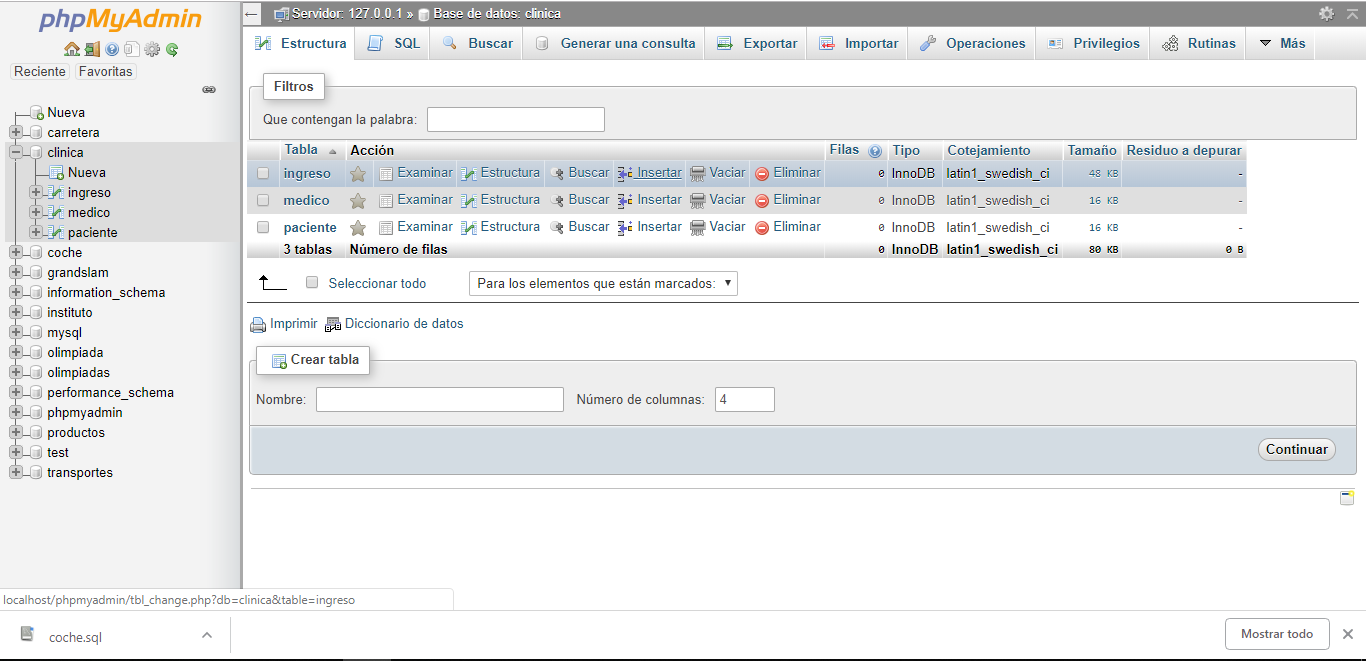 phpMyAdmin
Reciente Favoritas
Nueva
carretera
clinica
Nueva
ingreso
medico
paciente
coche
grandslam
information_schema
instituto
mysql
olimpiada
olimpiadas
performance_schema
phpmyadmin
productos
test
transportes
Servidor: 127.0.0.1 » Base de datos: clinica
Estructura SQL Buscar Generar una consulta Exportar Importar Operaciones Privilegios Rutinas Más
Filtros
Que contengan la palabra:
Tabla Acción Filas Tipo Cotejamiento Tamaño Residuo a depurar
ingreso Examinar Estructura Buscar Insertar Vaciar Eliminar 0 InnoDB latin1_swedish_ci 48 KB -
medico Examinar Estructura Buscar Insertar Vaciar Eliminar 0 InnoDB latin1_swedish_ci 16 KB -
paciente Examinar Estructura Buscar Insertar Vaciar Eliminar 0 InnoDB latin1_swedish_ci 16 KB -
3 tablas Número de filas 0 InnoDB latin1_swedish_ci 80 KB 0 B
Seleccionar todo Para los elementos que están marcados:
Imprimir Diccionario de datos
Crear tabla
Nombre: Número de columnas: 4
Continuar
localhost/phpmyadmin/tbl_change.php?db=clinica&table=ingreso
coche.sql Mostrar todo